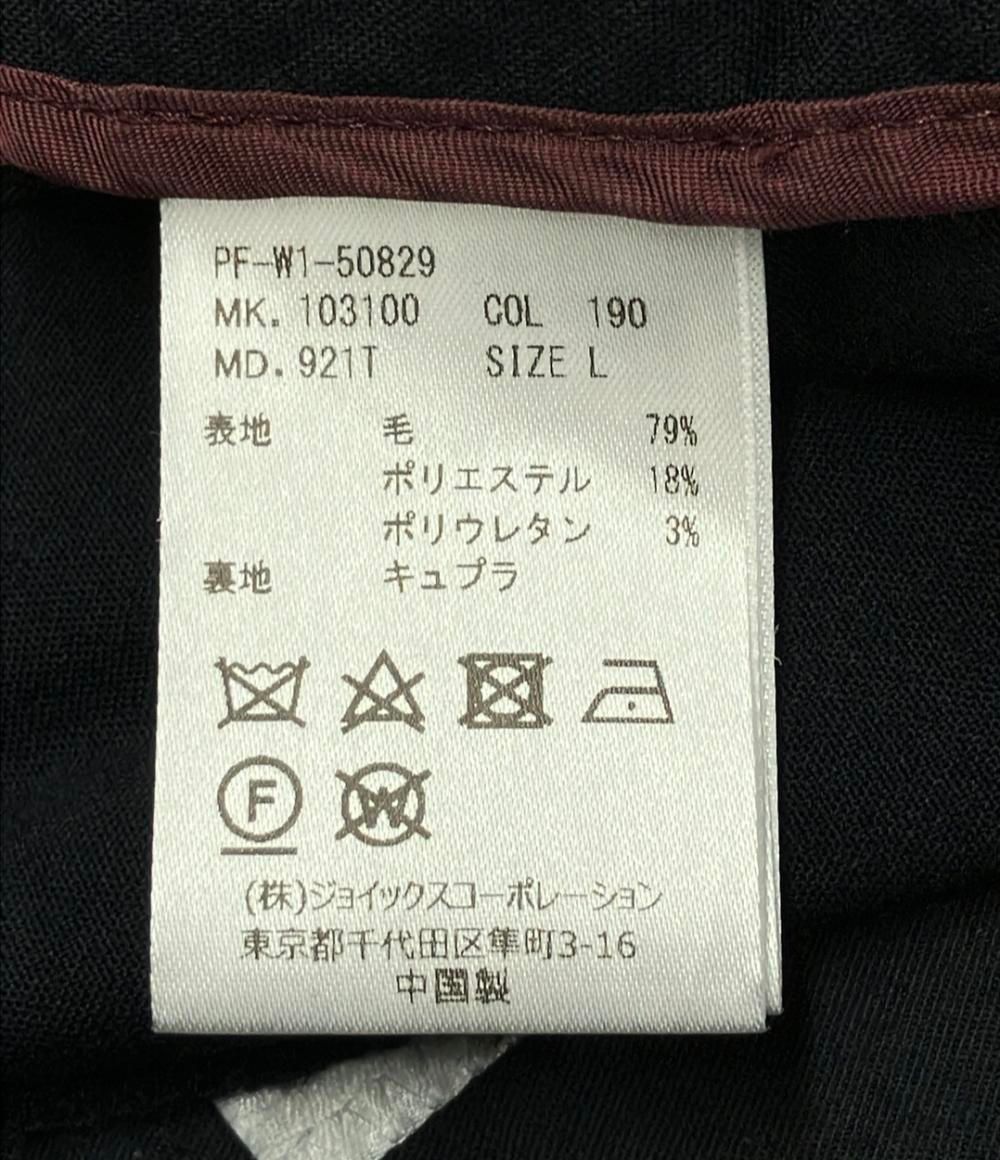 PF-W1-50829
MK. 103100 COL 190
MD. 921T SIZE L
表地 毛 79%
ポリエステル 18%
ポリウレタン 3%
裏地 キュプラ
F W
(株)ジョイックスコーポレーション
東京都千代田区隼町3-16
中国製